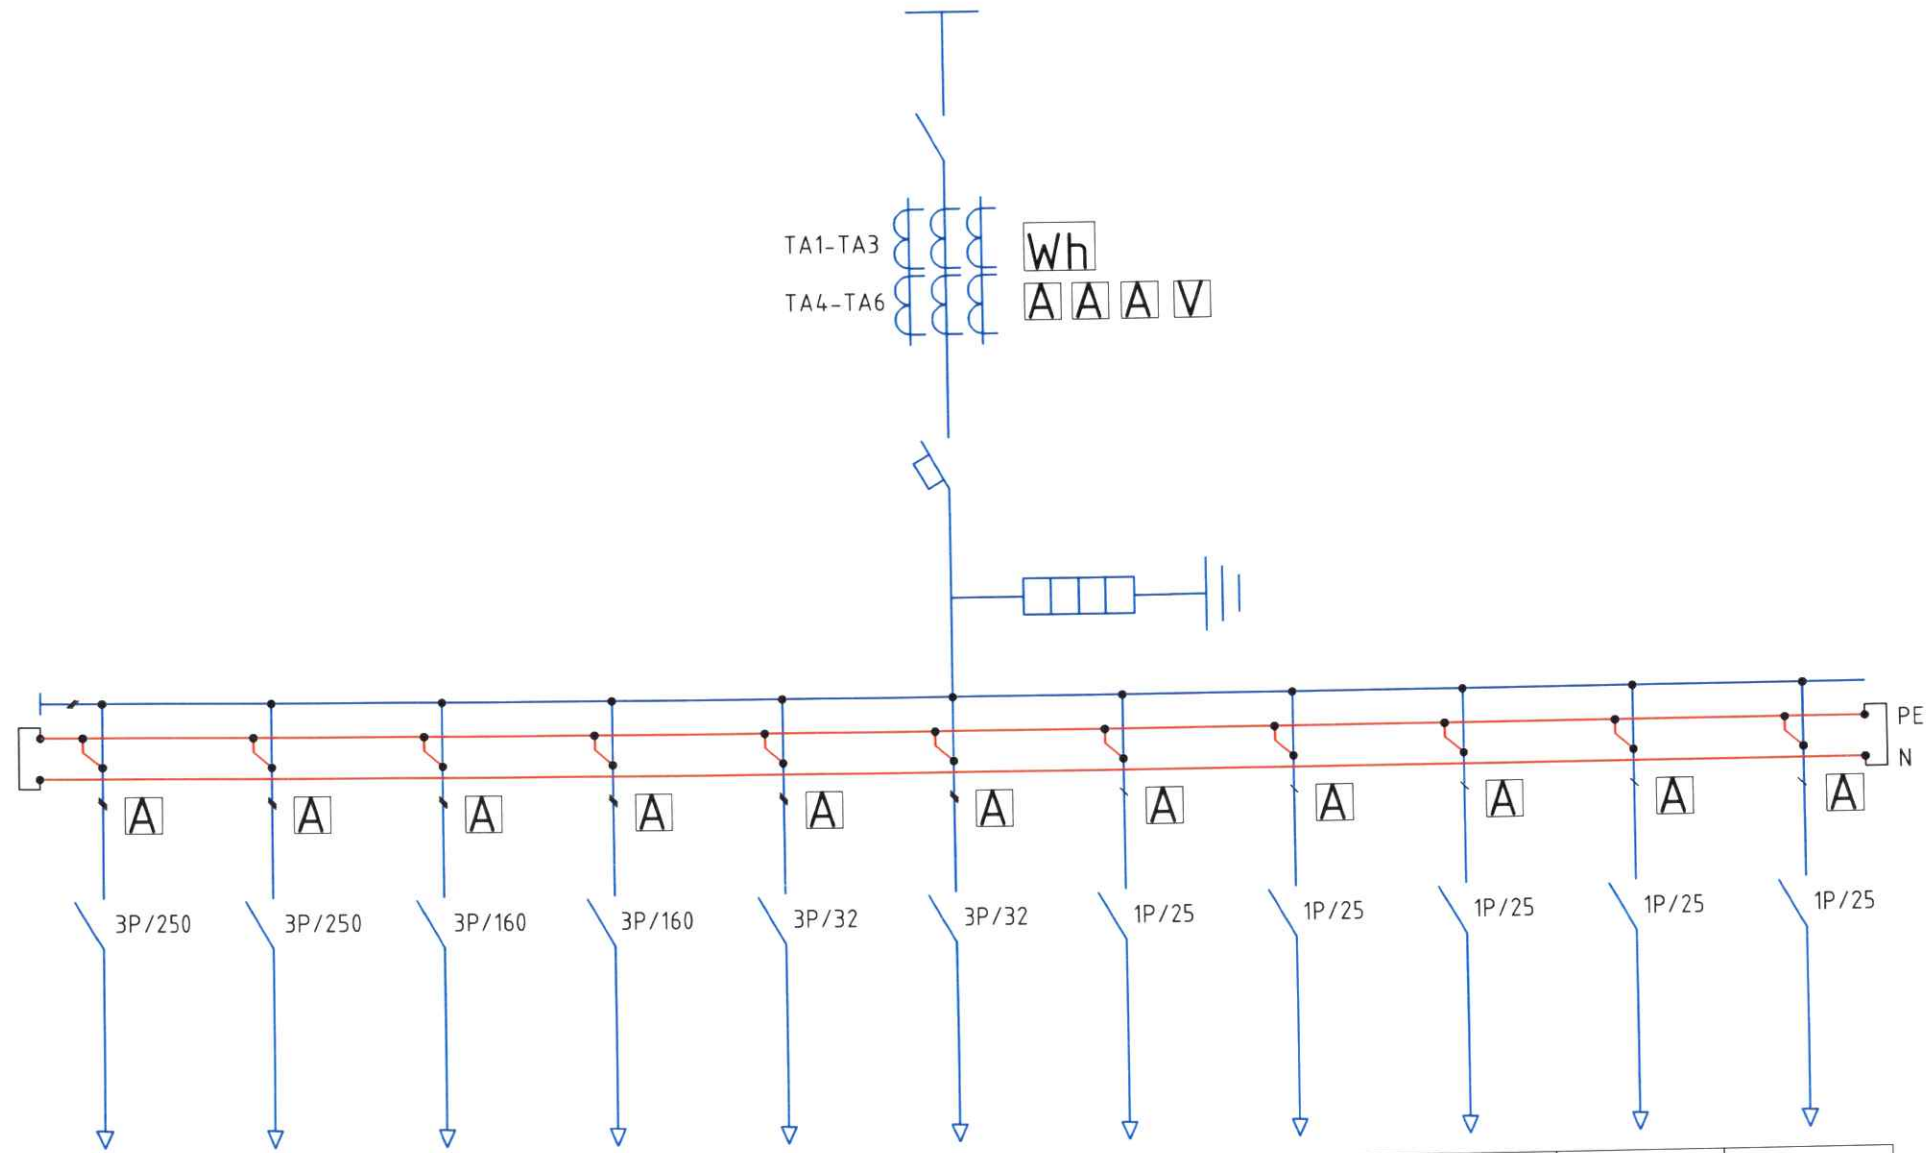 TA1-TA3 Wh
TA4-TA6 A A A V
PE
N
A A A A A A A A A A A
3P/250 3P/250 3P/160 3P/160 3P/32 3P/32 1P/25 1P/25 1P/25 1P/25 1P/25